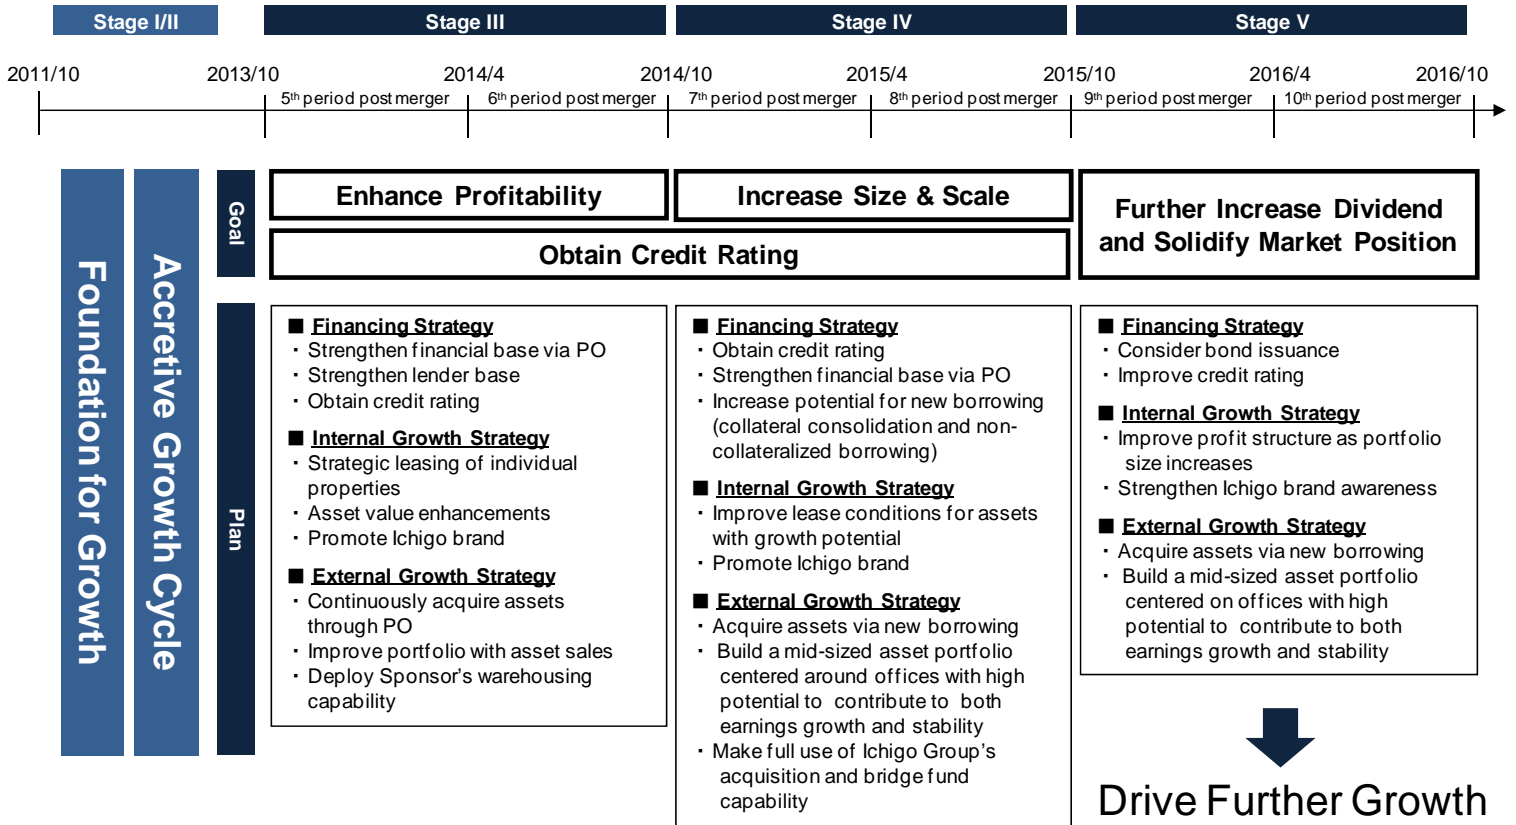 Stage I/II
Stage III
Stage IV
Stage V
2011/10
2013/10
2014/4
2014/10
2015/4
2015/10
2016/4
2016/10
5th period post merger
6th period post merger
7th period post merger
8th period post merger
9th period post merger
10th period post merger
Foundation for Growth
Accretive Growth Cycle
Goal
Enhance Profitability
Increase Size & Scale
Obtain Credit Rating
Further Increase Dividend
and Solidify Market Position
Plan
■ Financing Strategy
・Strengthen financial base via PO
・Strengthen lender base
・Obtain credit rating
■ Internal Growth Strategy
・Strategic leasing of individual
properties
・Asset value enhancements
・Promote Ichigo brand
■ External Growth Strategy
・Continuously acquire assets
through PO
・Improve portfolio with asset sales
・Deploy Sponsor's warehousing
capability
■ Financing Strategy
・Obtain credit rating
・Strengthen financial base via PO
・Increase potential for new borrowing
(collateral consolidation and non-
collateralized borrowing)
■ Internal Growth Strategy
・Improve lease conditions for assets
with growth potential
・Promote Ichigo brand
■ External Growth Strategy
・Acquire assets via new borrowing
・Build a mid-sized asset portfolio
centered around offices with high
potential to contribute to both
earnings growth and stability
・Make full use of Ichigo Group's
acquisition and bridge fund
capability
■ Financing Strategy
・Consider bond issuance
・Improve credit rating
■ Internal Growth Strategy
・Improve profit structure as portfolio
size increases
・Strengthen Ichigo brand awareness
■ External Growth Strategy
・Acquire assets via new borrowing
・Build a mid-sized asset portfolio
centered on offices with high
potential to contribute to both
earnings growth and stability
Drive Further Growth